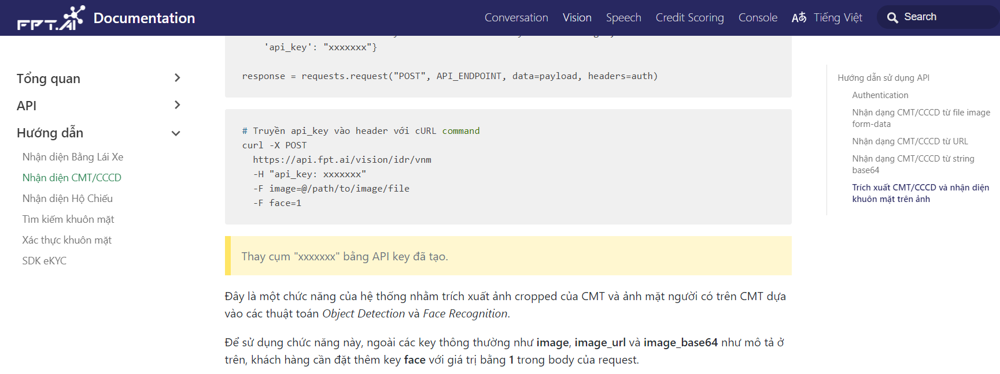 FPT.AI Documentation
Conversation Vision Speech Credit Scoring Console Aあ Tiếng Việt Search
Tổng quan
API
Hướng dẫn
Nhận diện Bằng Lái Xe
Nhận diện CMT/CCCD
Nhận diện Hộ Chiếu
Tìm kiếm khuôn mặt
Xác thực khuôn mặt
SDK eKYC
'api_key': "xxxxxxx"}
response = requests.request("POST", API_ENDPOINT, data=payload, headers=auth)
# Truyền api_key vào header với cURL command
curl -X POST
https://api.fpt.ai/vision/idr/vnm
-H "api_key: xxxxxxx"
-F image=@/path/to/image/file
-F face=1
Thay cụm "xxxxxxx" bằng API key đã tạo.
Đây là một chức năng của hệ thống nhằm trích xuất ảnh cropped của CMT và ảnh mặt người có trên CMT dựa
vào các thuật toán Object Detection và Face Recognition.
Để sử dụng chức năng này, ngoài các key thông thường như image, image_url và image_base64 như mô tả ở
trên, khách hàng cần đặt thêm key face với giá trị bằng 1 trong body của request.
Hướng dẫn sử dụng API
Authentication
Nhận dạng CMT/CCCD từ file image
form-data
Nhận dạng CMT/CCCD từ URL
Nhận dạng CMT/CCCD từ string
base64
Trích xuất CMT/CCCD và nhận diện
khuôn mặt trên ảnh